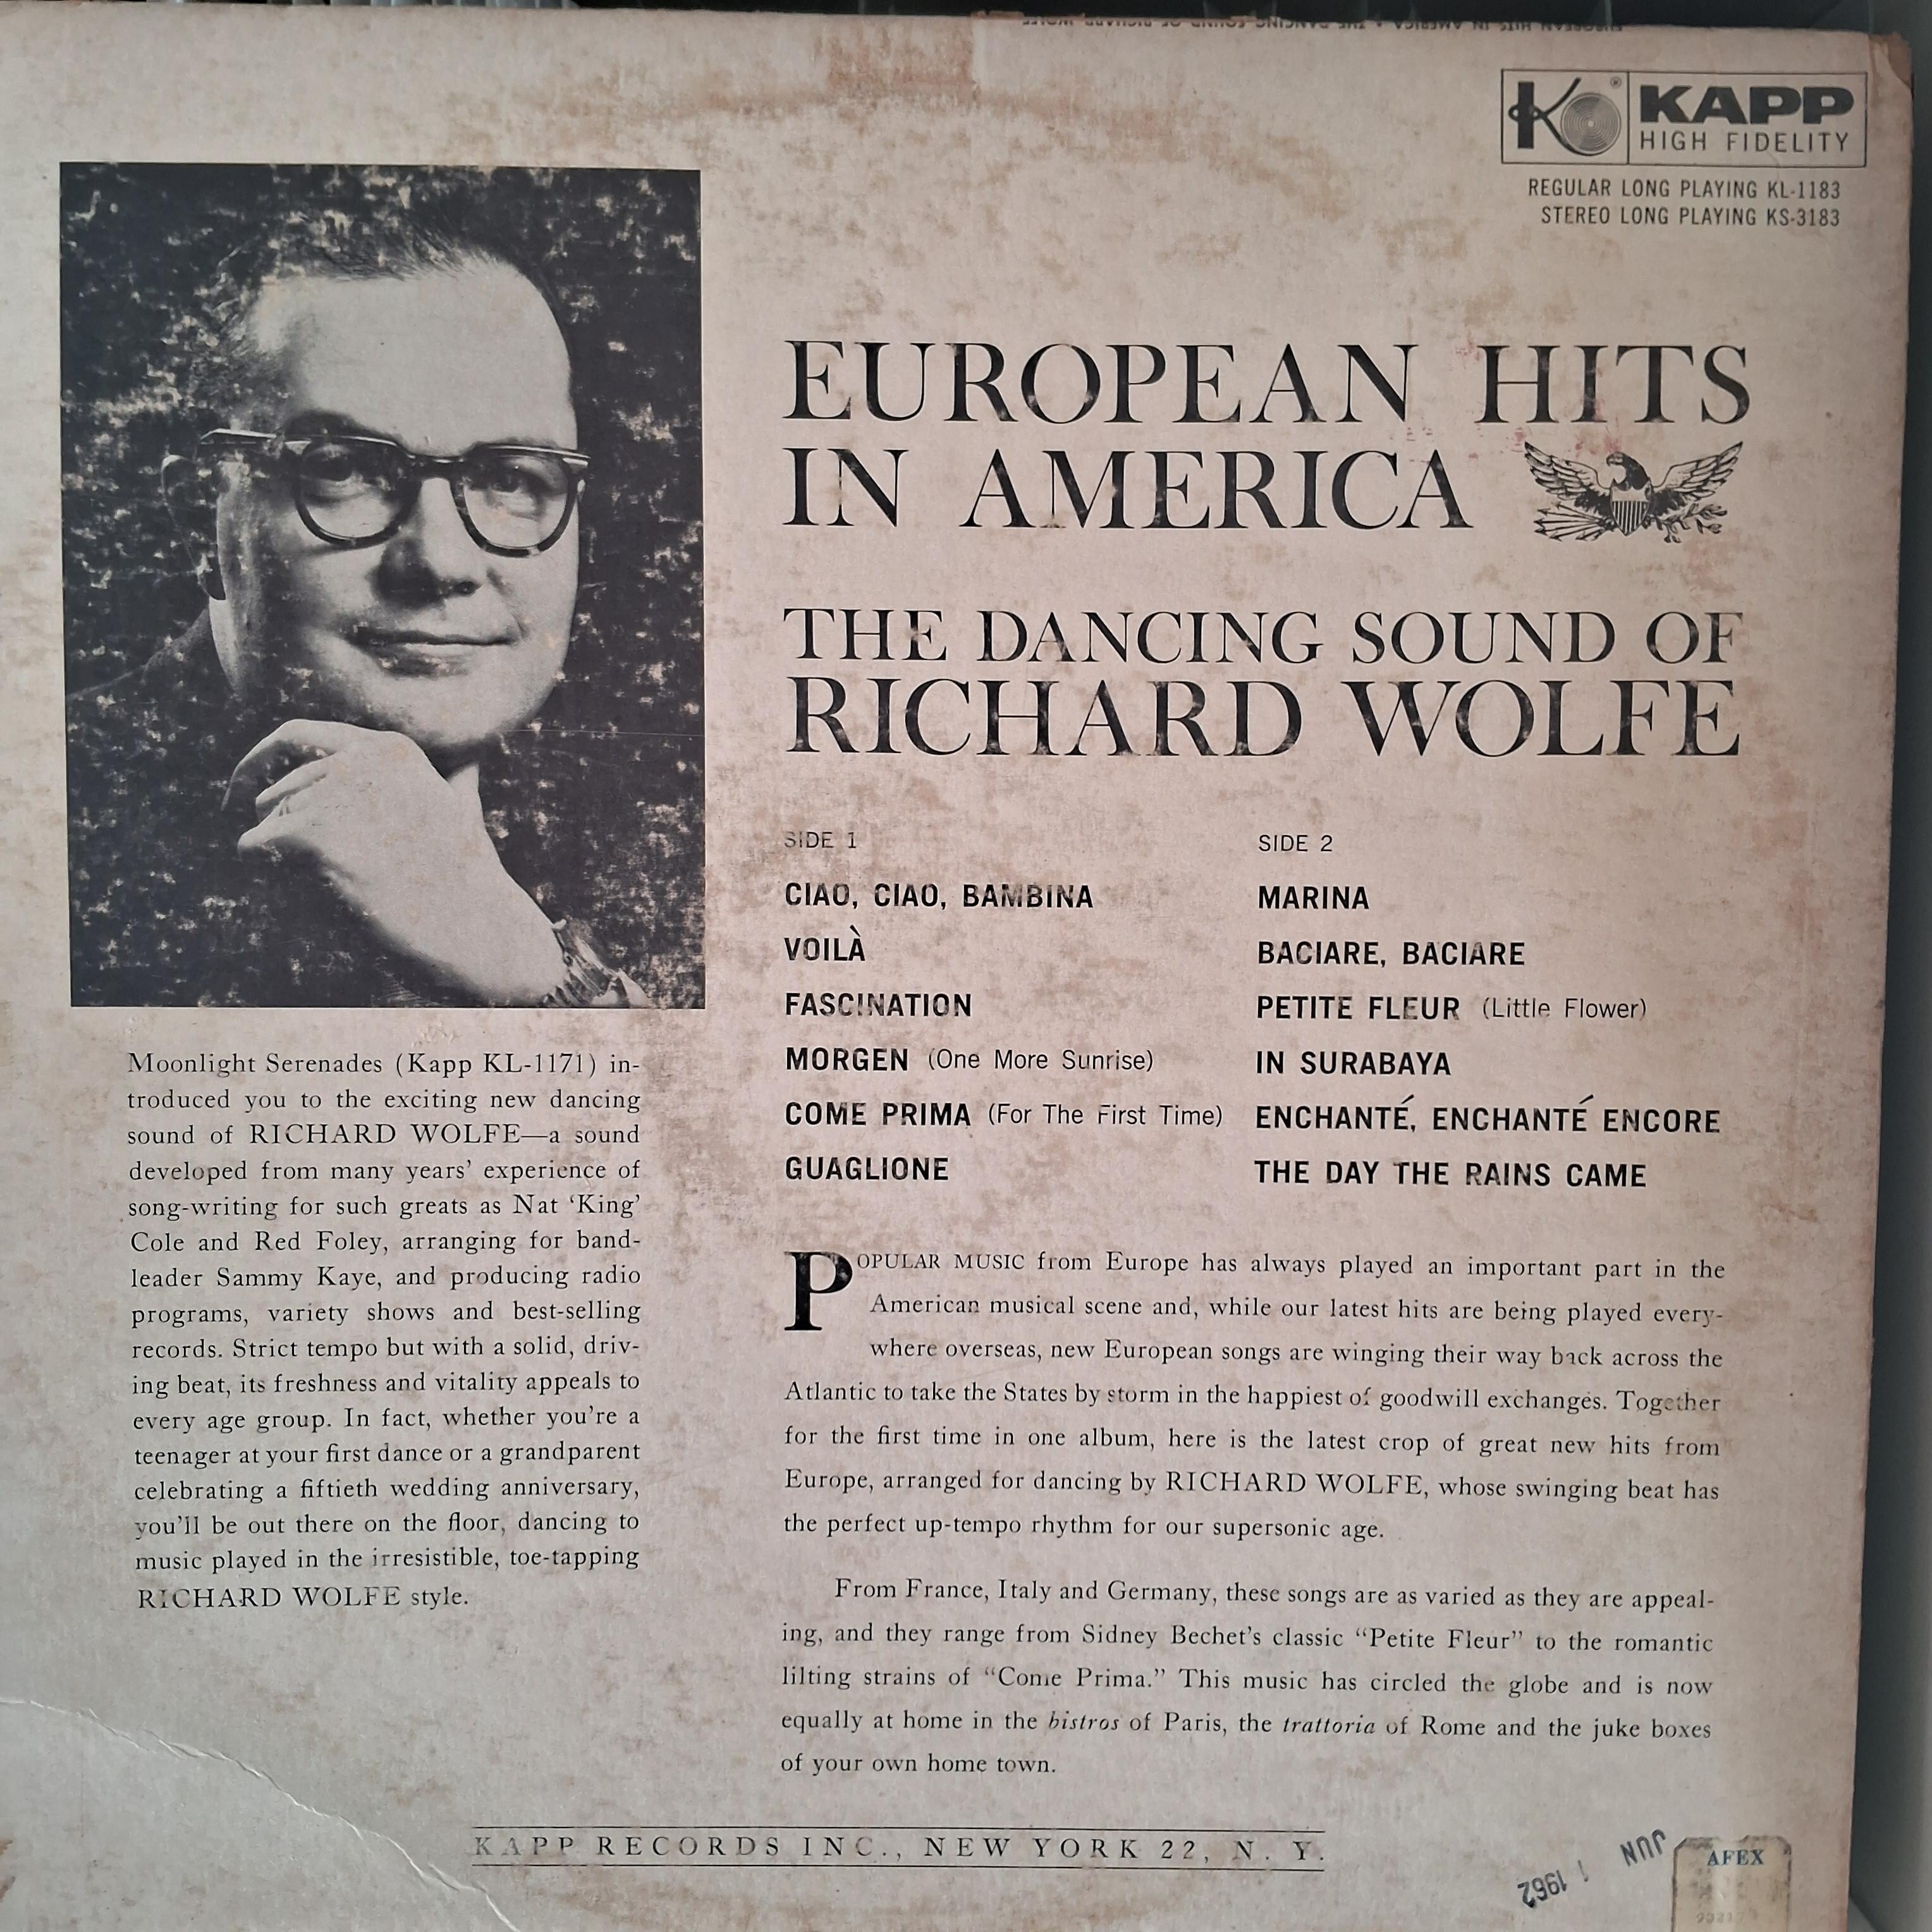 EUROPEAN HITS IN AMERICA • THE DANCING SOUND OF RICHARD WOLFE
K ®
KAPP
HIGH FIDELITY
REGULAR LONG PLAYING KL-1183
STEREO LONG PLAYING KS-3183
EUROPEAN HITS
IN AMERICA
THE DANCING SOUND OF
RICHARD WOLFE
SIDE 1
CIAO, CIAO, BAMBINA
VOILÀ
FASCINATION
MORGEN (One More Sunrise)
COME PRIMA (For The First Time)
GUAGLIONE
SIDE 2
MARINA
BACIARE, BACIARE
PETITE FLEUR (Little Flower)
IN SURABAYA
ENCHANTÉ, ENCHANTÉ ENCORE
THE DAY THE RAINS CAME
Moonlight Serenades (Kapp KL-1171) in-
troduced you to the exciting new dancing
sound of RICHARD WOLFE—a sound
developed from many years' experience of
song-writing for such greats as Nat 'King'
Cole and Red Foley, arranging for band-
leader Sammy Kaye, and producing radio
programs, variety shows and best-selling
records. Strict tempo but with a solid, driv-
ing beat, its freshness and vitality appeals to
every age group. In fact, whether you're a
teenager at your first dance or a grandparent
celebrating a fiftieth wedding anniversary,
you'll be out there on the floor, dancing to
music played in the irresistible, toe-tapping
RICHARD WOLFE style.
POPULAR MUSIC from Europe has always played an important part in the
American musical scene and, while our latest hits are being played every-
where overseas, new European songs are winging their way back across the
Atlantic to take the States by storm in the happiest of goodwill exchanges. Together
for the first time in one album, here is the latest crop of great new hits from
Europe, arranged for dancing by RICHARD WOLFE, whose swinging beat has
the perfect up-tempo rhythm for our supersonic age.
From France, Italy and Germany, these songs are as varied as they are appeal-
ing, and they range from Sidney Bechet's classic "Petite Fleur" to the romantic
lilting strains of "Come Prima." This music has circled the globe and is now
equally at home in the bistros of Paris, the trattoria of Rome and the juke boxes
of your own home town.
KAPP RECORDS INC., NEW YORK 22, N. Y.
JUN 1 1962
AFEX